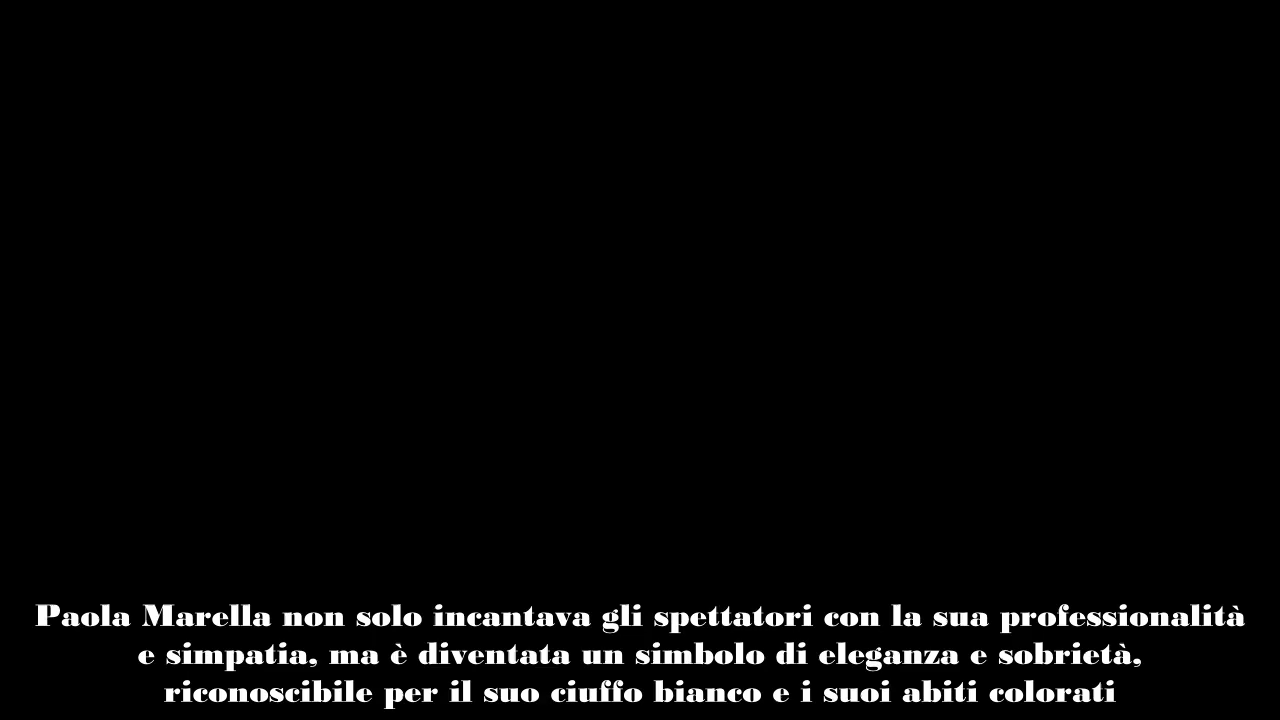 Paola Marella non solo incantava gli spettatori con la sua professionalità
e simpatia, ma è diventata un simbolo di eleganza e sobrietà,
riconoscibile per il suo ciuffo bianco e i suoi abiti colorati